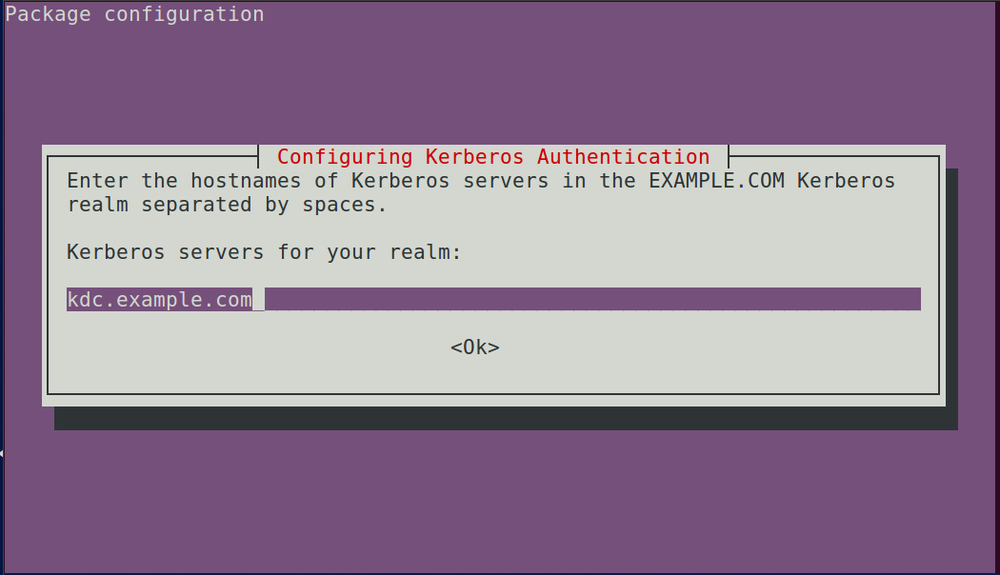 Package configuration
Configuring Kerberos Authentication
Enter the hostnames of Kerberos servers in the EXAMPLE.COM Kerberos
realm separated by spaces.
Kerberos servers for your realm:
kdc.example.com
<Ok>